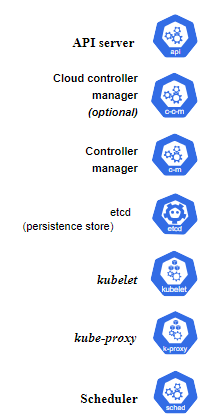 API server
api
Cloud controller
manager
(optional)
c-c-m
Controller
manager
c-m
etcd
(persistence store)
etcd
kubelet
kubelet
kube-proxy
k-proxy
Scheduler
sched